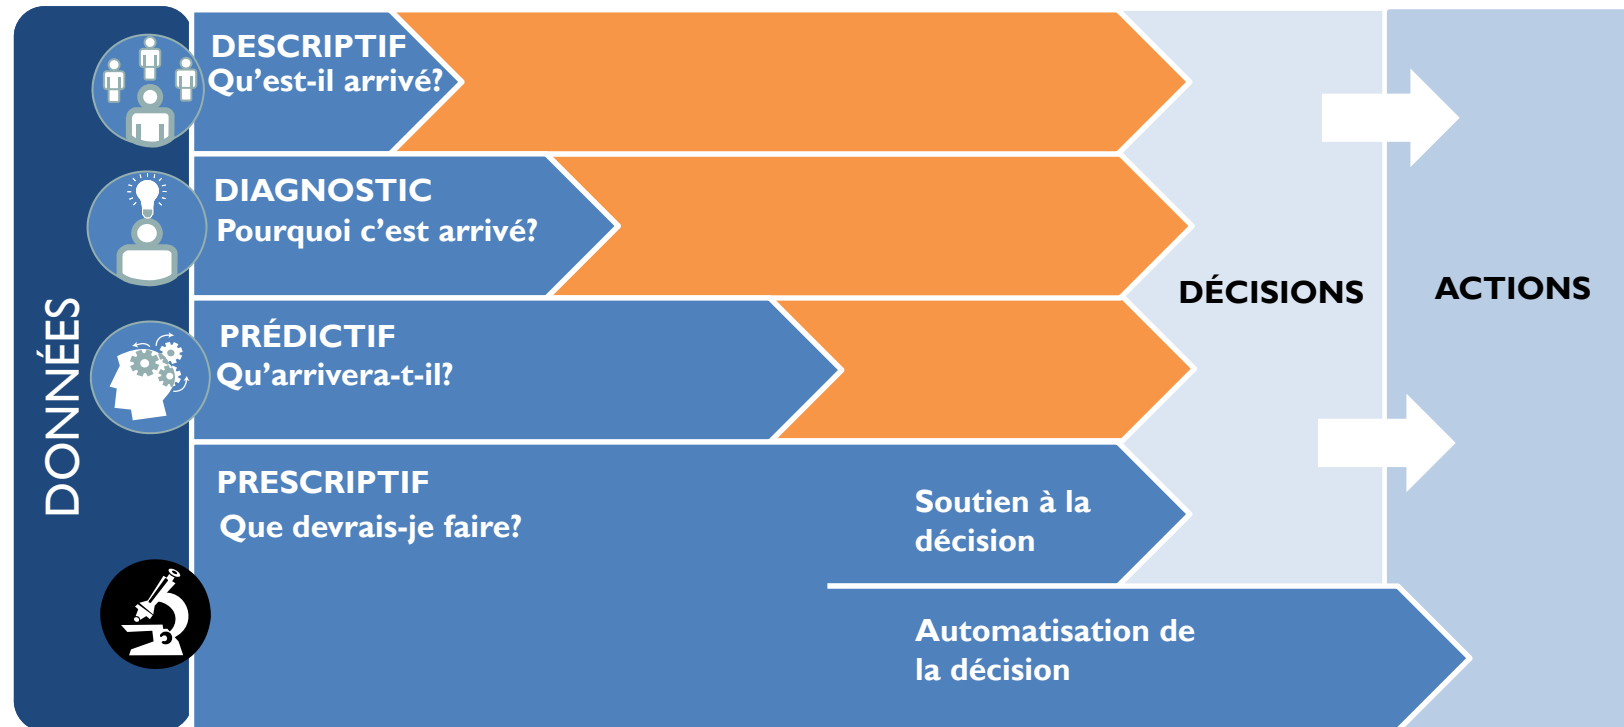 DONNÉES
DESCRIPTIF
Qu’est-il arrivé?
DIAGNOSTIC
Pourquoi c’est arrivé?
PRÉDICTIF
Qu’arrivera-t-il?
PRESCRIPTIF
Que devrais-je faire?
Soutien à la
décision
Automatisation de
la décision
DÉCISIONS
ACTIONS